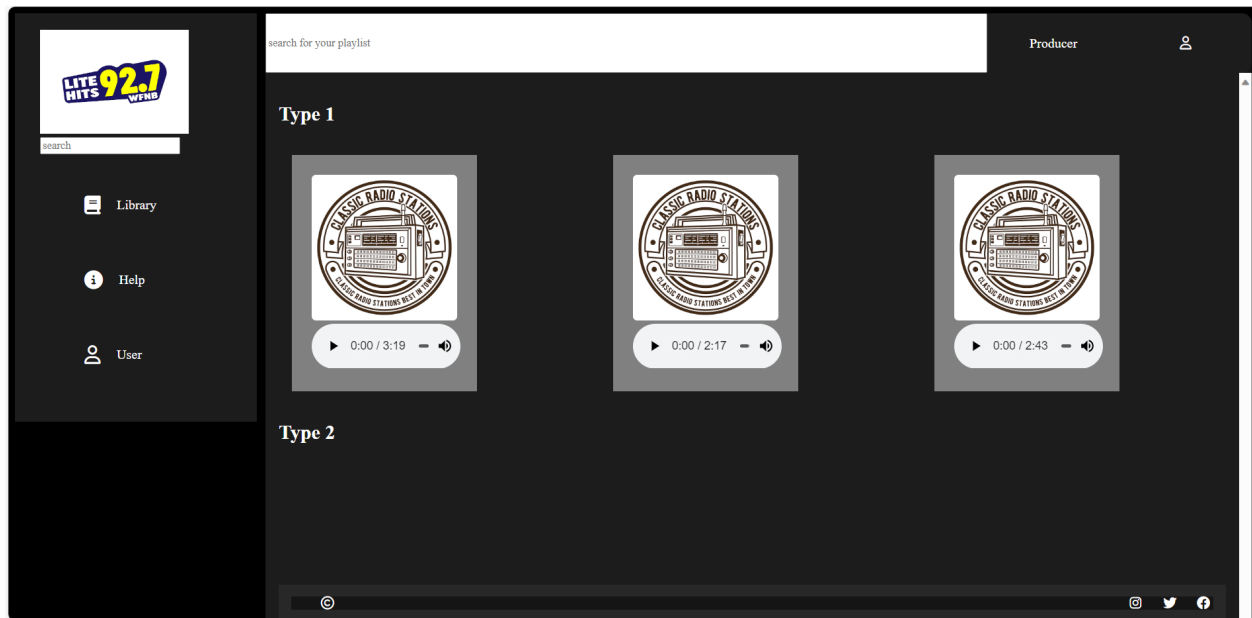 LITE HITS 92.7
WFNB
search
Library
Help
User
search for your playlist
Producer
Type 1
CLASSIC RADIO STATIONS
CLASSIC RADIO STATIONS BEST IN TOWN
0:00 / 3:19
CLASSIC RADIO STATIONS
CLASSIC RADIO STATIONS BEST IN TOWN
0:00 / 2:17
CLASSIC RADIO STATIONS
CLASSIC RADIO STATIONS BEST IN TOWN
0:00 / 2:43
Type 2
©